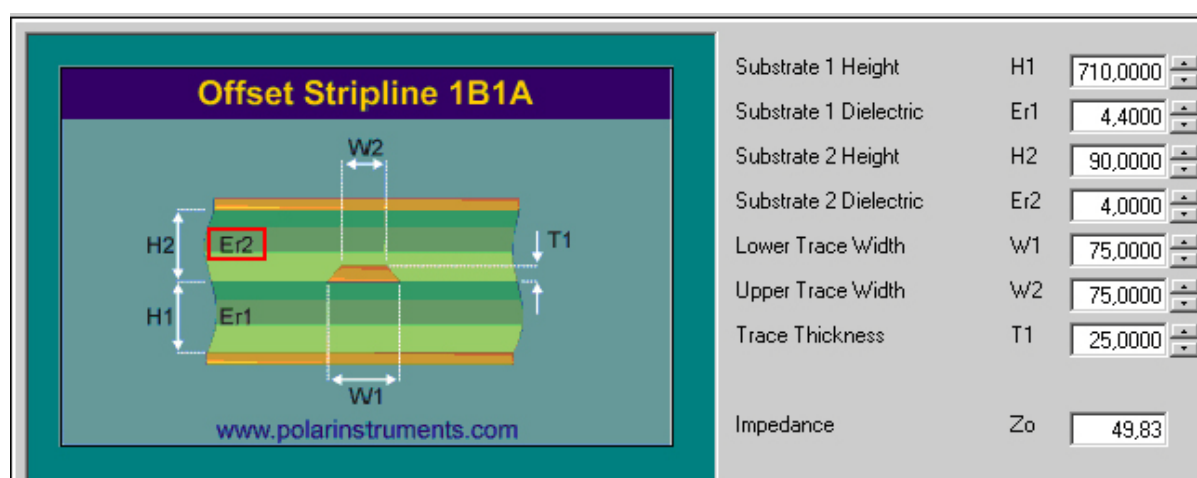 Offset Stripline 1B1A
W2
H2
Er2
T1
H1
Er1
W1
www.polarinstruments.com
Substrate 1 Height H1 710,0000
Substrate 1 Dielectric Er1 4,4000
Substrate 2 Height H2 90,0000
Substrate 2 Dielectric Er2 4,0000
Lower Trace Width W1 75,0000
Upper Trace Width W2 75,0000
Trace Thickness T1 25,0000
Impedance Zo 49,83